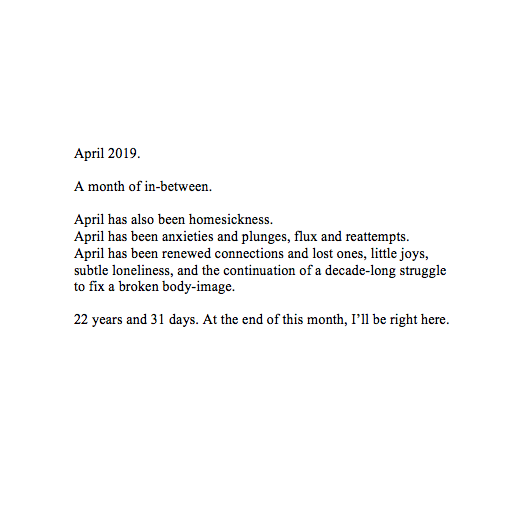 April 2019.
A month of in-between.
April has also been homesickness.
April has been anxieties and plunges, flux and reattempts.
April has been renewed connections and lost ones, little joys,
subtle loneliness, and the continuation of a decade-long struggle
to fix a broken body-image.
22 years and 31 days. At the end of this month, I’ll be right here.